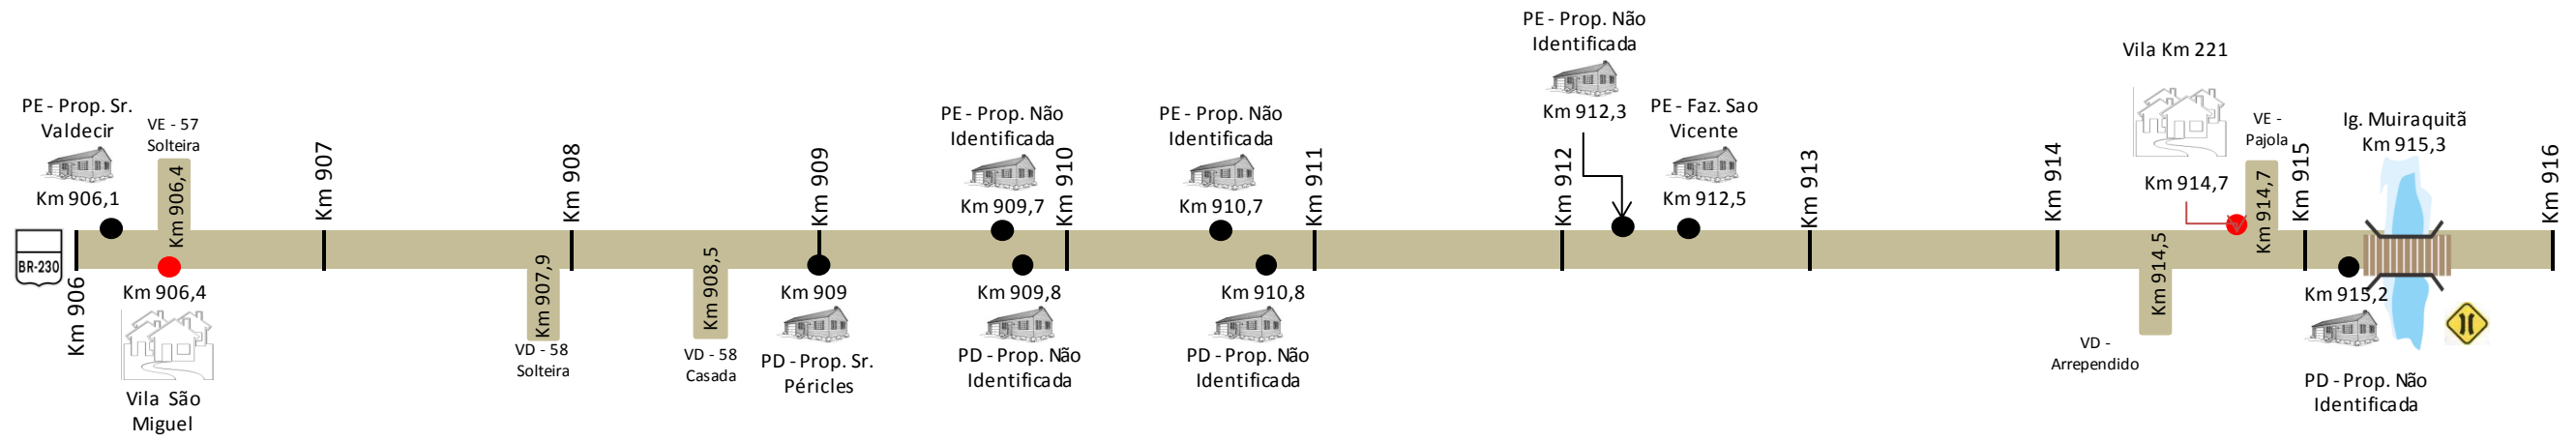 BR-230
Km 906
PE - Prop. Sr.
Valdecir
Km 906,1
VE - 57
Solteira
Km 906,4
Km 906,4
Vila São
Miguel
Km 907
Km 907,9
VD - 58
Solteira
Km 908
Km 908,5
VD - 58
Casada
Km 909
Km 909
PD - Prop. Sr.
Péricles
PE - Prop. Não
Identificada
Km 909,7
Km 909,8
PD - Prop. Não
Identificada
Km 910
PE - Prop. Não
Identificada
Km 910,7
Km 910,8
PD - Prop. Não
Identificada
Km 911
Km 912
PE - Prop. Não
Identificada
Km 912,3
PE - Faz. Sao
Vicente
Km 912,5
Km 913
Km 914
Km 914,5
VD -
Arrependido
Vila Km 221
Km 914,7
VE -
Pajola
Km 914,7
Km 915
Km 915,2
PD - Prop. Não
Identificada
Ig. Muiraquitã
Km 915,3
Km 916